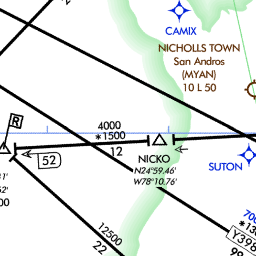 CAMIX
NICHOLLS TOWN
San Andros
(MYAN)
10 L 50
R
4000
*1500
12
52
NICKO
N24°59.46'
W78°10.76'
SUTON
12500
22
Y398